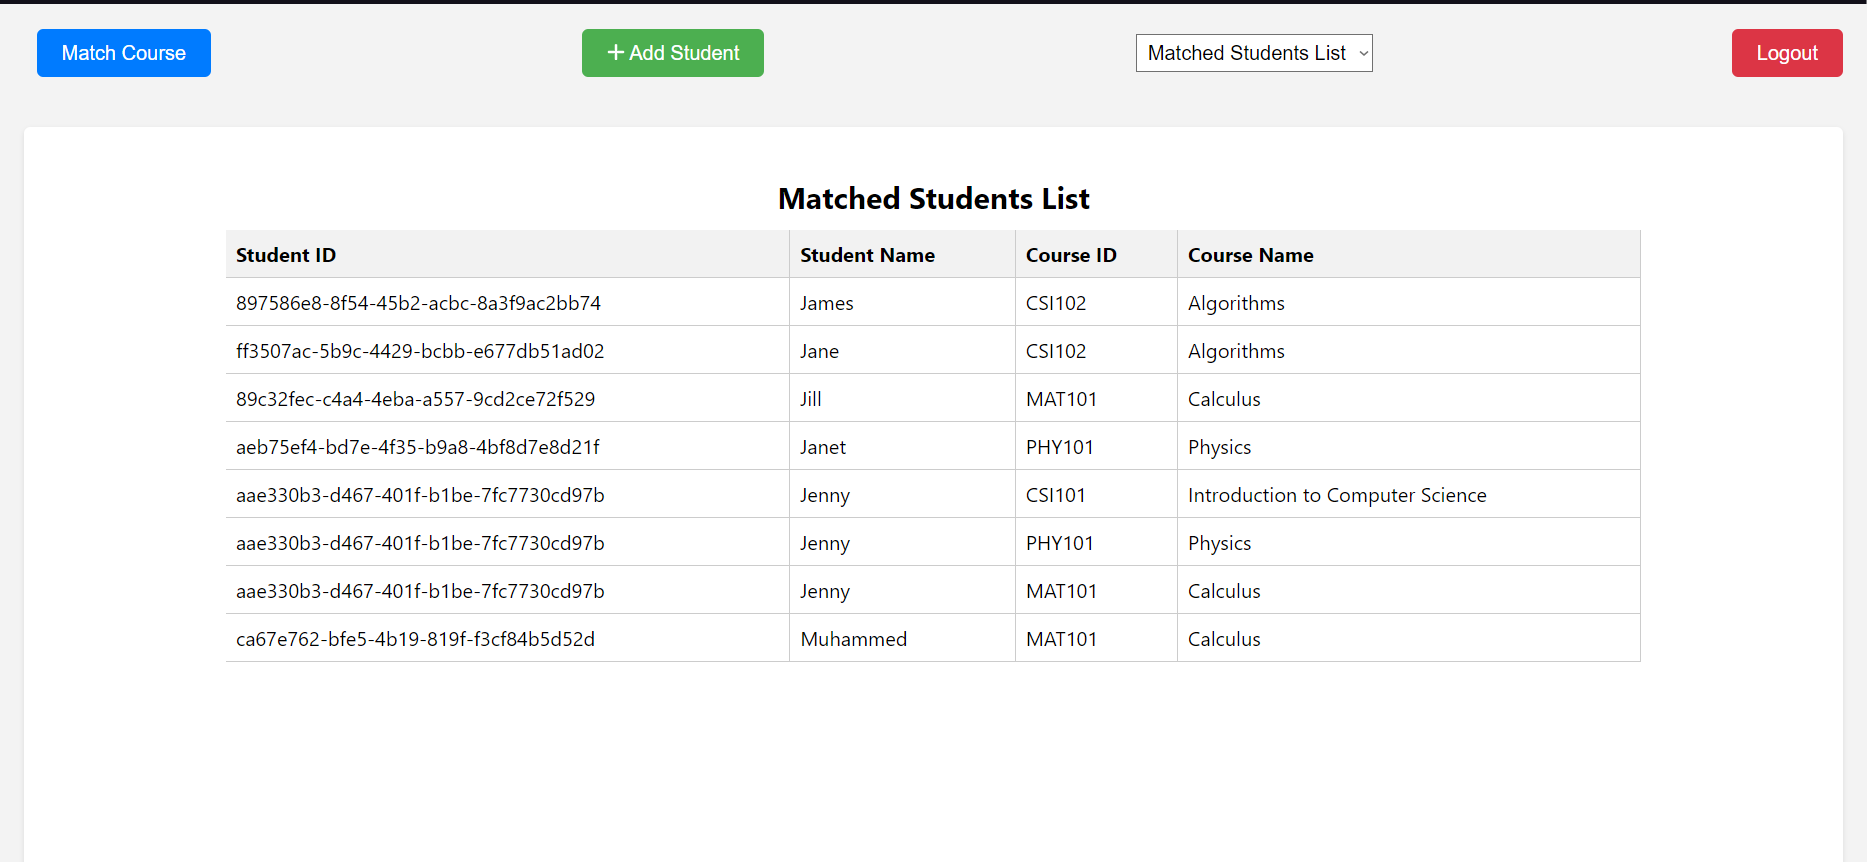 Match Course
+ Add Student
Matched Students List
Logout
Matched Students List
Student ID Student Name Course ID Course Name
897586e8-8f54-45b2-acbc-8a3f9ac2bb74 James CSI102 Algorithms
ff3507ac-5b9c-4429-bcbb-e677db51ad02 Jane CSI102 Algorithms
89c32fec-c4a4-4eba-a557-9cd2ce72f529 Jill MAT101 Calculus
aeb75ef4-bd7e-4f35-b9a8-4bf8d7e8d21f Janet PHY101 Physics
aae330b3-d467-401f-b1be-7fc7730cd97b Jenny CSI101 Introduction to Computer Science
aae330b3-d467-401f-b1be-7fc7730cd97b Jenny PHY101 Physics
aae330b3-d467-401f-b1be-7fc7730cd97b Jenny MAT101 Calculus
ca67e762-bfe5-4b19-819f-f3cf84b5d52d Muhammed MAT101 Calculus